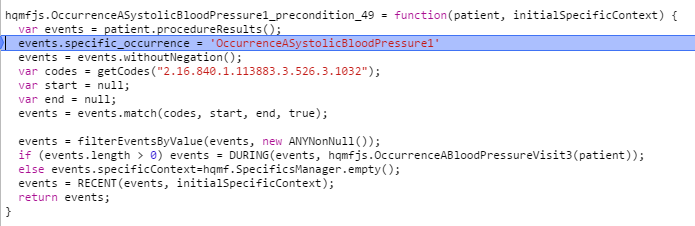 hqmfjs.OccurrenceASystolicBloodPressure1_precondition_49 = function(patient, initialSpecificContext) {
  var events = patient.procedureResults();
  events.specific_occurrence = 'OccurrenceASystolicBloodPressure1'
  events = events.withoutNegation();
  var codes = getCodes("2.16.840.1.113883.3.526.3.1032");
  var start = null;
  var end = null;
  events = events.match(codes, start, end, true);

  events = filterEventsByValue(events, new ANYNonNull());
  if (events.length > 0) events = DURING(events, hqmfjs.OccurrenceABloodPressureVisit3(patient));
  else events.specificContext=hqmf.SpecificsManager.empty();
  events = RECENT(events, initialSpecificContext);
  return events;
}